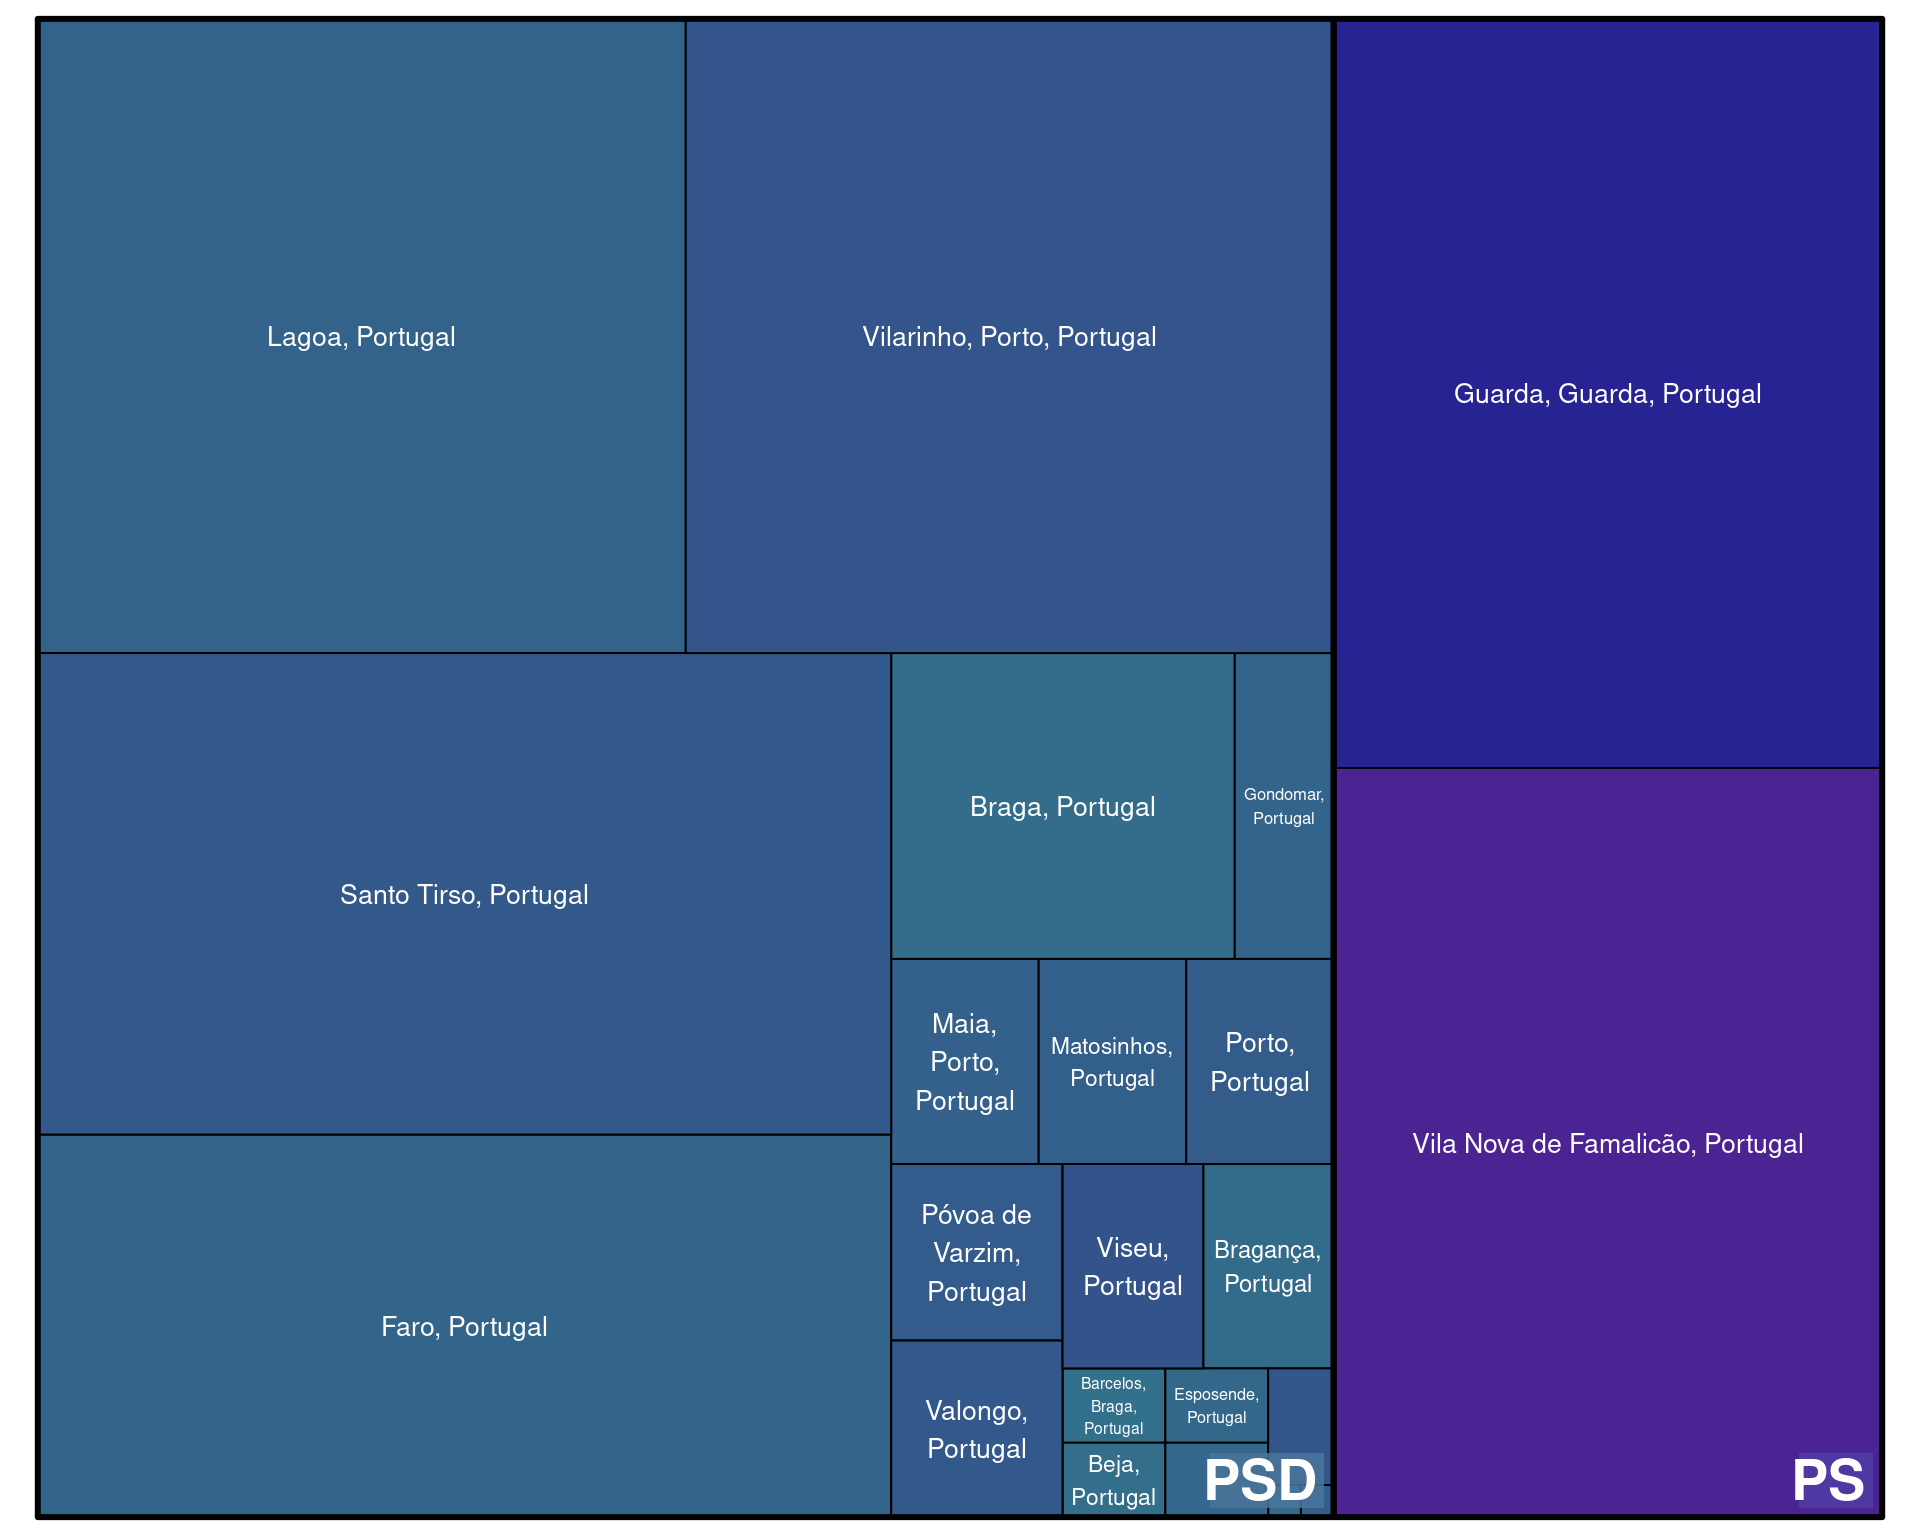 Lagoa, Portugal
Vilarinho, Porto, Portugal
Guarda, Guarda, Portugal
Santo Tirso, Portugal
Braga, Portugal
Gondomar,
Portugal
Maia,
Porto,
Portugal
Matosinhos,
Portugal
Porto,
Portugal
Vila Nova de Famalicão, Portugal
Faro, Portugal
Póvoa de
Varzim,
Portugal
Viseu,
Portugal
Bragança,
Portugal
Valongo,
Portugal
Barcelos,
Braga,
Portugal
Esposende,
Portugal
Beja,
Portugal
PSD
PS